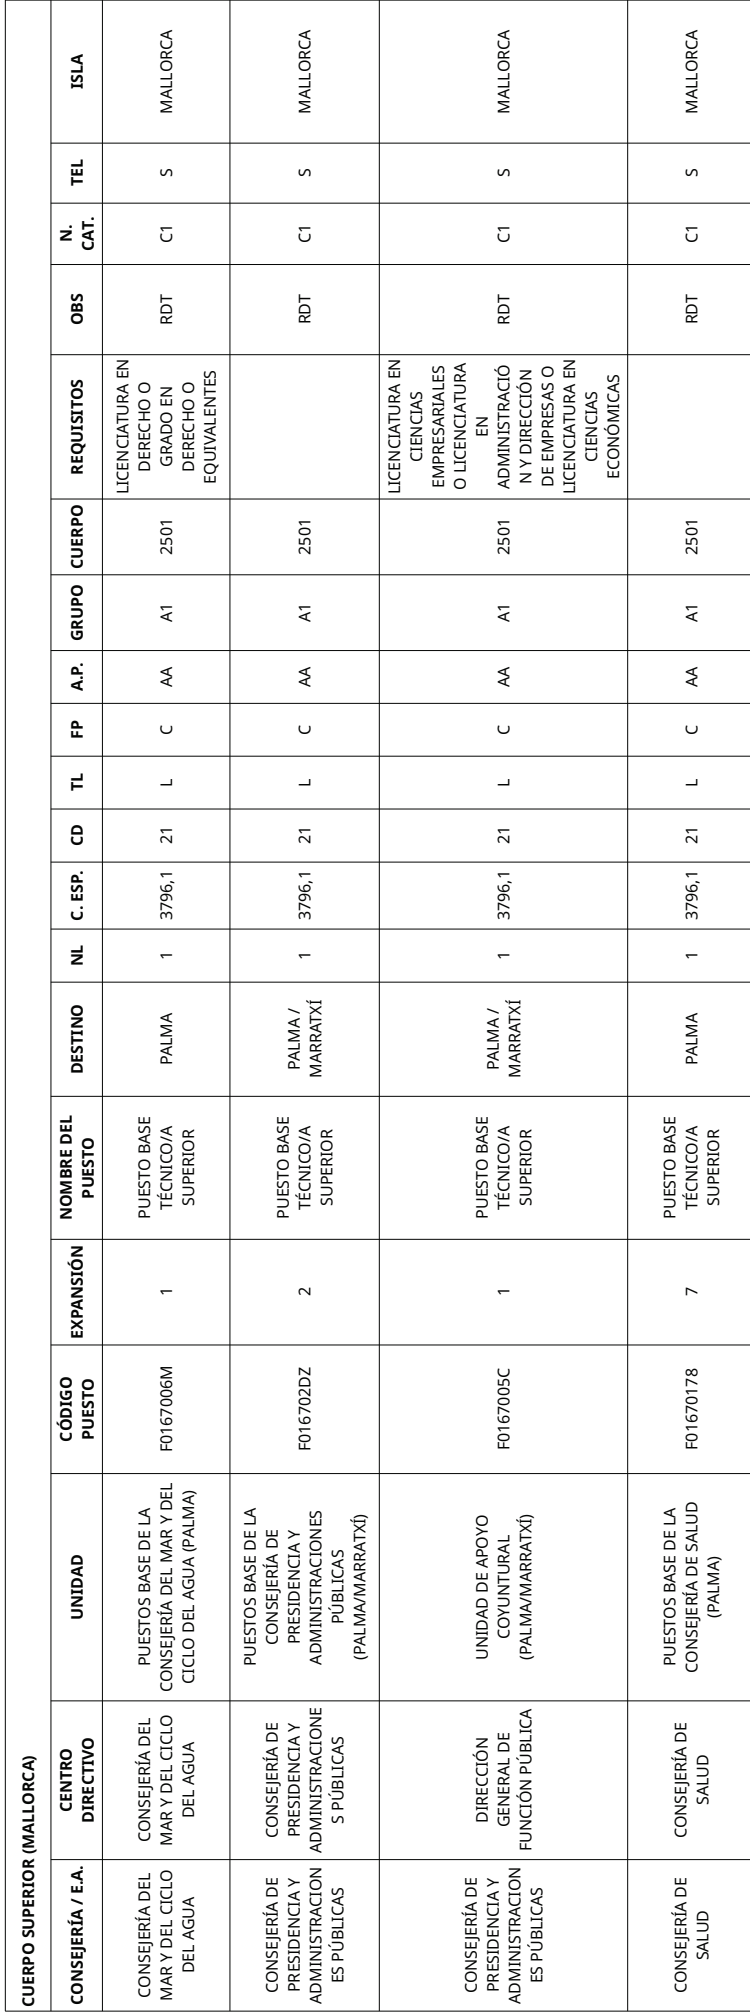 CUERPO SUPERIOR (MALLORCA)
CONSEJERÍA / E.A.
CENTRO
DIRECTIVO
UNIDAD
CÓDIGO
PUESTO
EXPANSIÓN
NOMBRE DEL
PUESTO
DESTINO
NL
C. ESP.
CD
TL
FP
A.P.
GRUPO
CUERPO
REQUISITOS
OBS
N.
CAT.
TEL
ISLA
CONSEJERÍA DEL
MAR Y DEL CICLO
DEL AGUA
CONSEJERÍA DEL
MAR Y DEL CICLO
DEL AGUA
PUESTOS BASE DE LA
CONSEJERÍA DEL MAR Y DEL
CICLO DEL AGUA (PALMA)
F0167006M
1
PUESTO BASE
TÉCNICO/A
SUPERIOR
PALMA
1
3796,1
21
L
C
AA
A1
2501
LICENCIATURA EN
DERECHO O
GRADO EN
DERECHO O
EQUIVALENTES
RDT
C1
S
MALLORCA
CONSEJERÍA DE
PRESIDENCIA Y
ADMINISTRACION
ES PÚBLICAS
CONSEJERÍA DE
PRESIDENCIA Y
ADMINISTRACIONE
S PÚBLICAS
PUESTOS BASE DE LA
CONSEJERÍA DE
PRESIDENCIA Y
ADMINISTRACIONES
PÚBLICAS
(PALMA/MARRATXÍ)
F016702DZ
2
PUESTO BASE
TÉCNICO/A
SUPERIOR
PALMA /
MARRATXÍ
1
3796,1
21
L
C
AA
A1
2501
RDT
C1
S
MALLORCA
CONSEJERÍA DE
PRESIDENCIA Y
ADMINISTRACION
ES PÚBLICAS
DIRECCIÓN
GENERAL DE
FUNCIÓN PÚBLICA
UNIDAD DE APOYO
COYUNTURAL
(PALMA/MARRATXÍ)
F0167005C
1
PUESTO BASE
TÉCNICO/A
SUPERIOR
PALMA /
MARRATXÍ
1
3796,1
21
L
C
AA
A1
2501
LICENCIATURA EN
CIENCIAS
EMPRESARIALES
O LICENCIATURA
EN
ADMINISTRACIÓ
N Y DIRECCIÓN
DE EMPRESAS O
LICENCIATURA EN
CIENCIAS
ECONÓMICAS
RDT
C1
S
MALLORCA
CONSEJERÍA DE
SALUD
CONSEJERÍA DE
SALUD
PUESTOS BASE DE LA
CONSEJERÍA DE SALUD
(PALMA)
F01670178
7
PUESTO BASE
TÉCNICO/A
SUPERIOR
PALMA
1
3796,1
21
L
C
AA
A1
2501
RDT
C1
S
MALLORCA